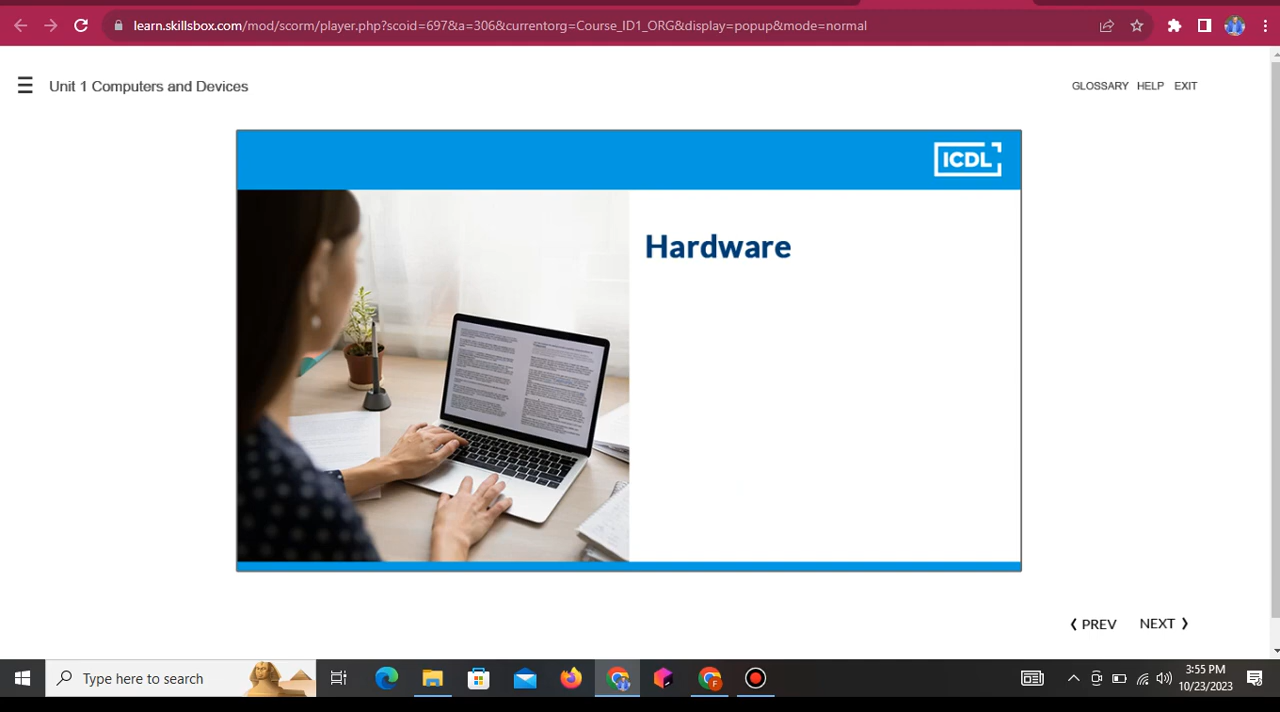 learn.skillsbox.com/mod/scorm/player.php?scoid=697&a=306&currentorg=Course_ID1_ORG&display=popup&mode=normal
Unit 1 Computers and Devices
GLOSSARY HELP EXIT
ICDL
Hardware
PREV NEXT
Type here to search
3:55 PM
10/23/2023